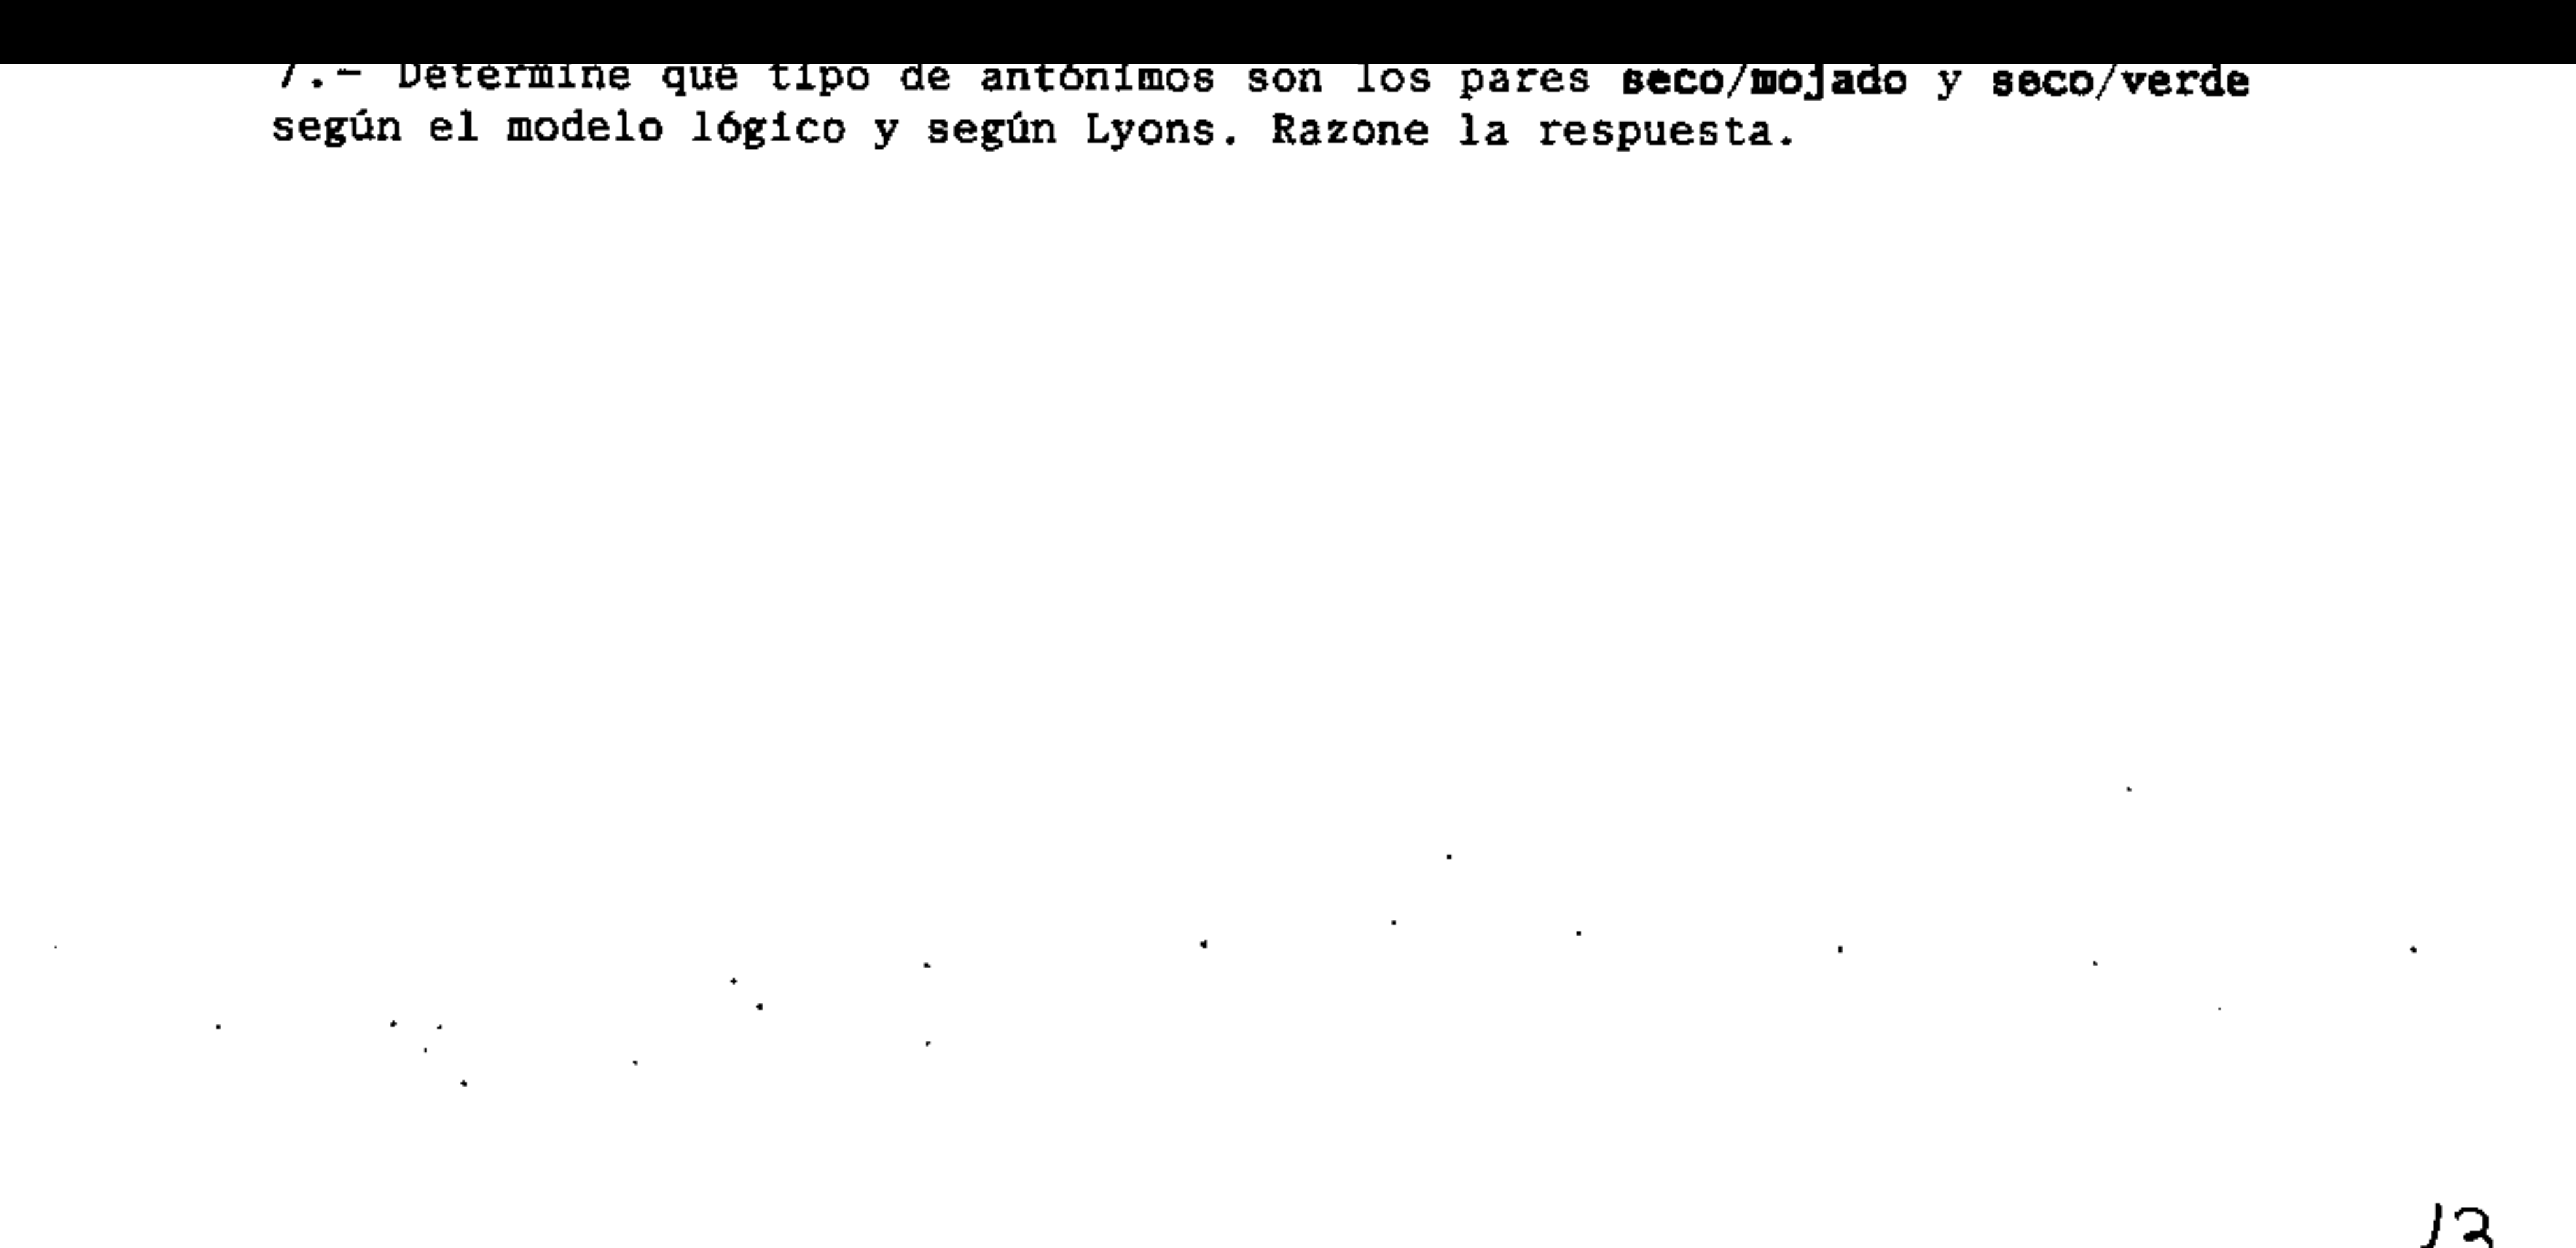 7.- Determine qué tipo de antónimos son los pares seco/mojado y seco/verde
según el modelo lógico y según Lyons. Razone la respuesta.
13